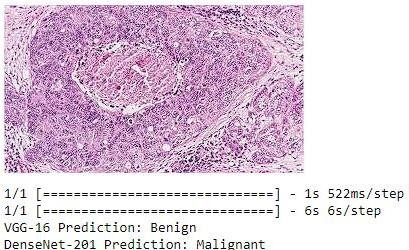 1/1 [==============================] - 1s 522ms/step
1/1 [==============================] - 6s 6s/step
VGG-16 Prediction: Benign
DenseNet-201 Prediction: Malignant